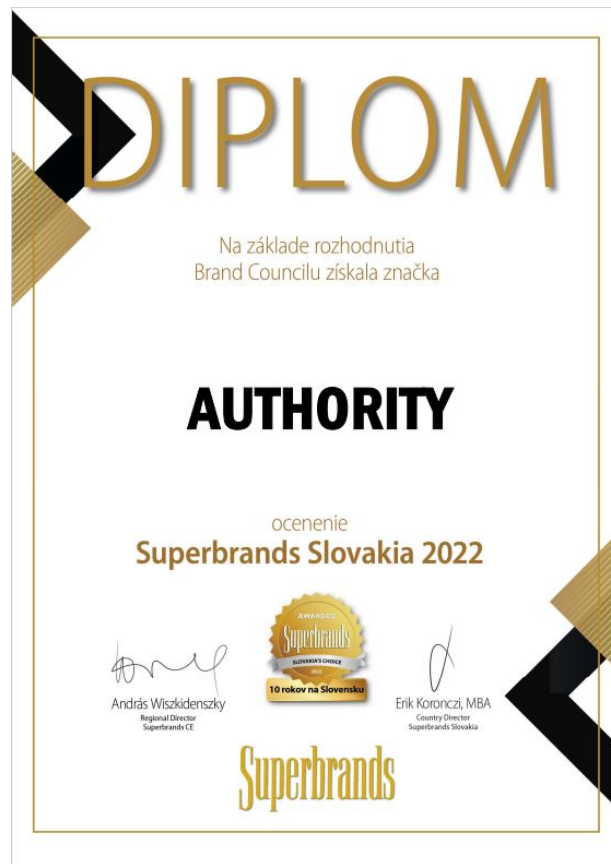 DIPLOM
Na základe rozhodnutia
Brand Councilu získala značka
AUTHORITY
ocenenie
Superbrands Slovakia 2022
AWARDED
Superbrands
SLOVAKIA'S CHOICE
2022
10 rokov na Slovensku
András Wiszkidenszky
Regional Director
Superbrands CE
Erik Koronczi, MBA
Country Director
Superbrands Slovakia
Superbrands